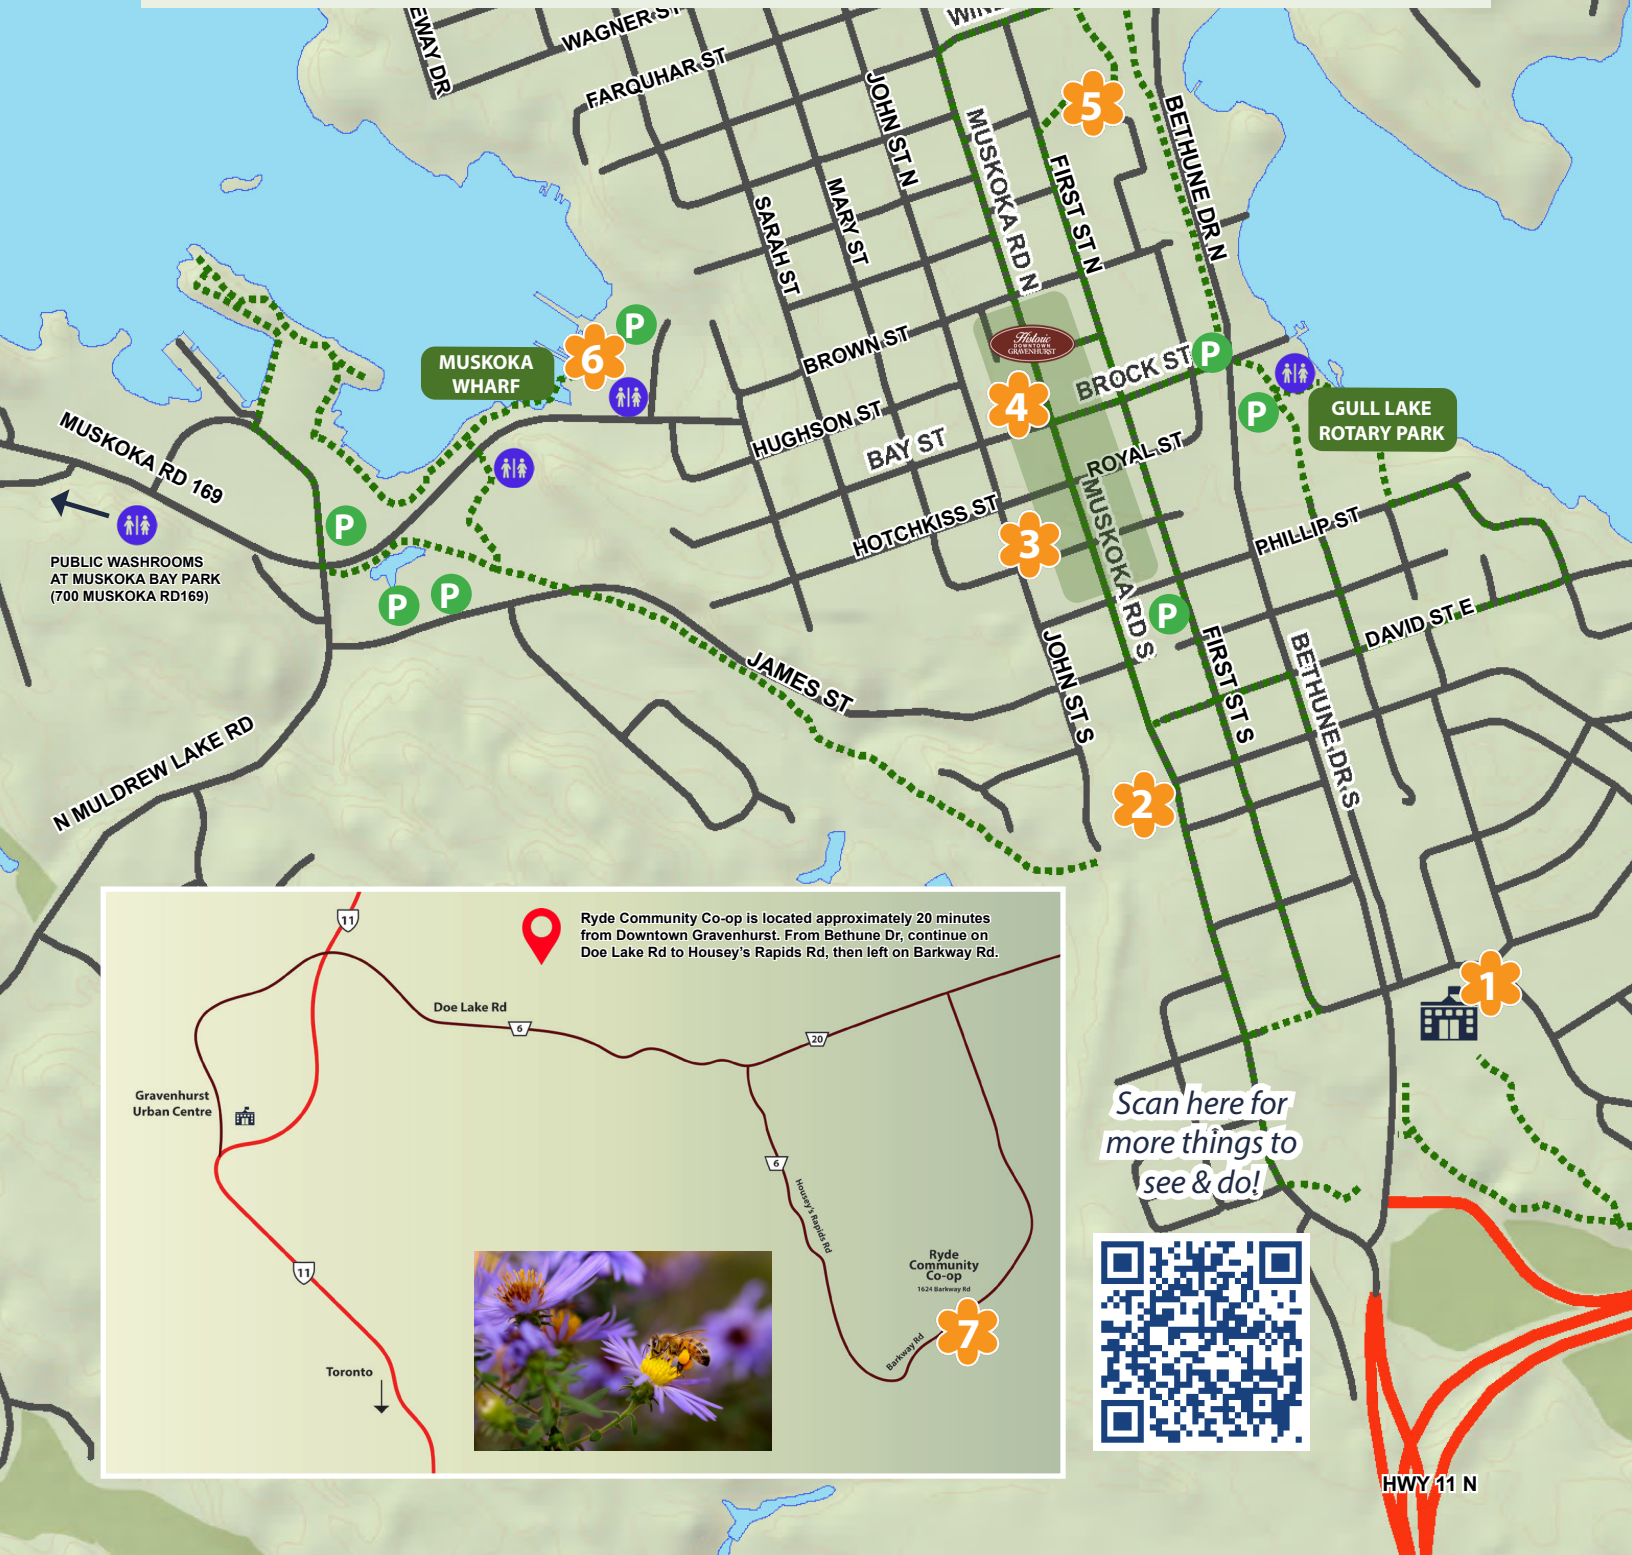 EWAY DR
WAGNER ST
FARQUHAR ST
JOHN ST N
MUSKOKA RD N
FIRST ST N
BETHUNE DR N
5
SARAH ST
MARY ST
P
6
MUSKOKA
WHARF
BROWN ST
Historic
DOWNTOWN
GRAVENHURST
BROCK ST
P
4
P
GULL LAKE
ROTARY PARK
HUGHSON ST
BAY ST
ROYAL ST
MUSKOKA RD 169
P
HOTCHKISS ST
3
MUSKOKA RD S
PHILLIP ST
PUBLIC WASHROOMS
AT MUSKOKA BAY PARK
(700 MUSKOKA RD169)
P
P
P
DAVID ST E
JAMES ST
JOHN ST S
FIRST ST S
BETHUNE DR S
N MULDREW LAKE RD
2
1
11
Ryde Community Co-op is located approximately 20 minutes
from Downtown Gravenhurst. From Bethune Dr, continue on
Doe Lake Rd to Housey's Rapids Rd, then left on Barkway Rd.
Doe Lake Rd
6
20
Gravenhurst
Urban Centre
6
Housey's Rapids Rd
11
Ryde
Community
Co-op
1624 Barkway Rd
7
Barkway Rd
Toronto
Scan here for
more things to
see & do!
HWY 11 N